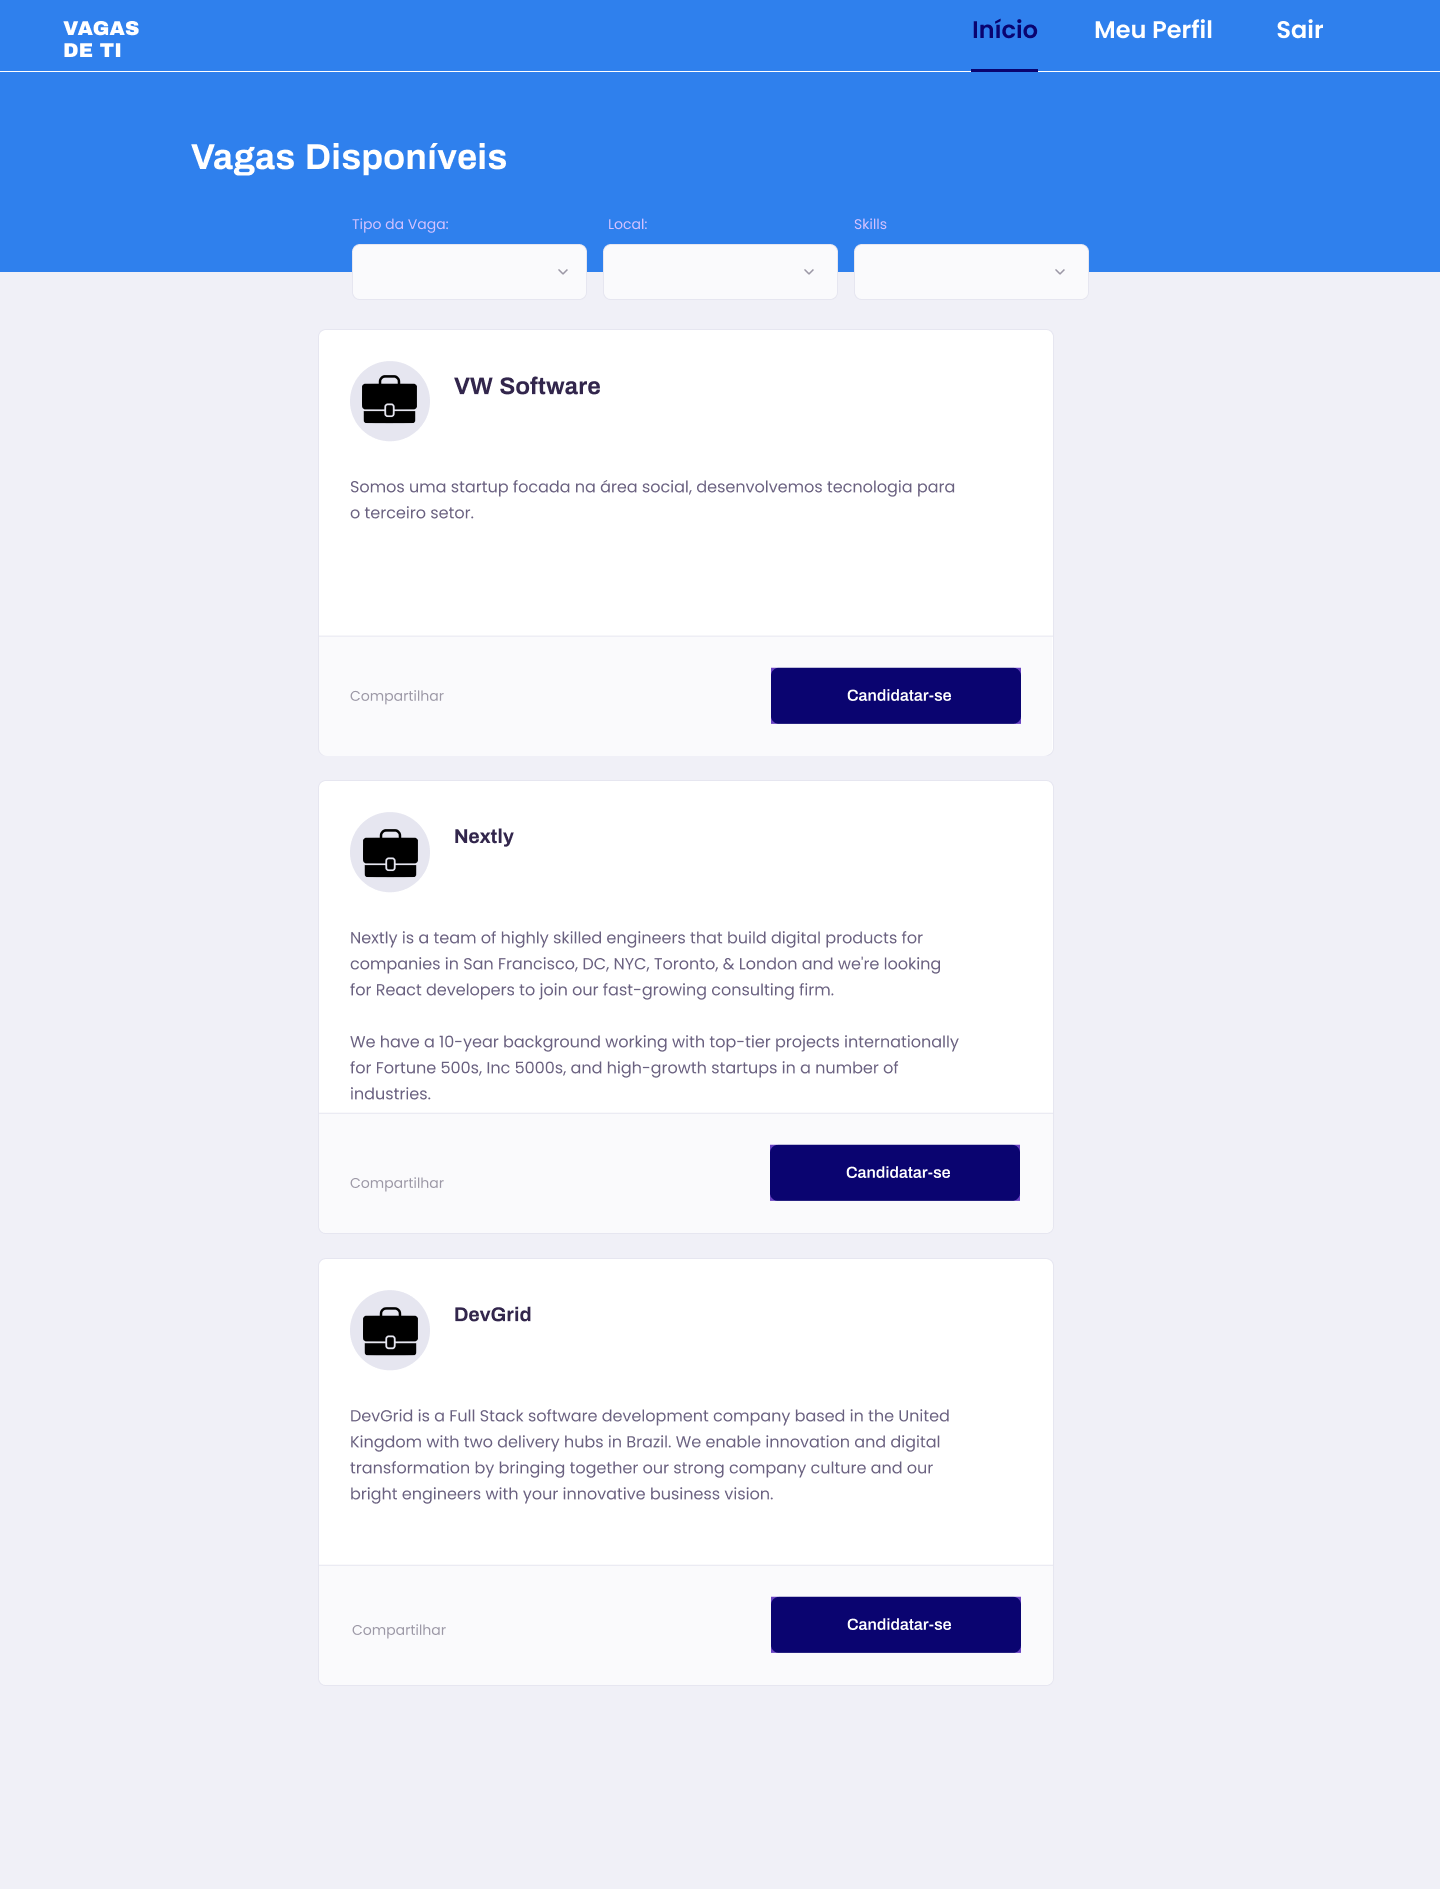 VAGAS
DE TI
Início
Meu Perfil
Sair
Vagas Disponíveis
Tipo da Vaga:
Local:
Skills
VW Software
Somos uma startup focada na área social, desenvolvemos tecnologia para
o terceiro setor.
Compartilhar
Candidatar-se
Nextly
Nextly is a team of highly skilled engineers that build digital products for
companies in San Francisco, DC, NYC, Toronto, & London and we're looking
for React developers to join our fast-growing consulting firm.
We have a 10-year background working with top-tier projects internationally
for Fortune 500s, Inc 5000s, and high-growth startups in a number of
industries.
Compartilhar
Candidatar-se
DevGrid
DevGrid is a Full Stack software development company based in the United
Kingdom with two delivery hubs in Brazil. We enable innovation and digital
transformation by bringing together our strong company culture and our
bright engineers with your innovative business vision.
Compartilhar
Candidatar-se